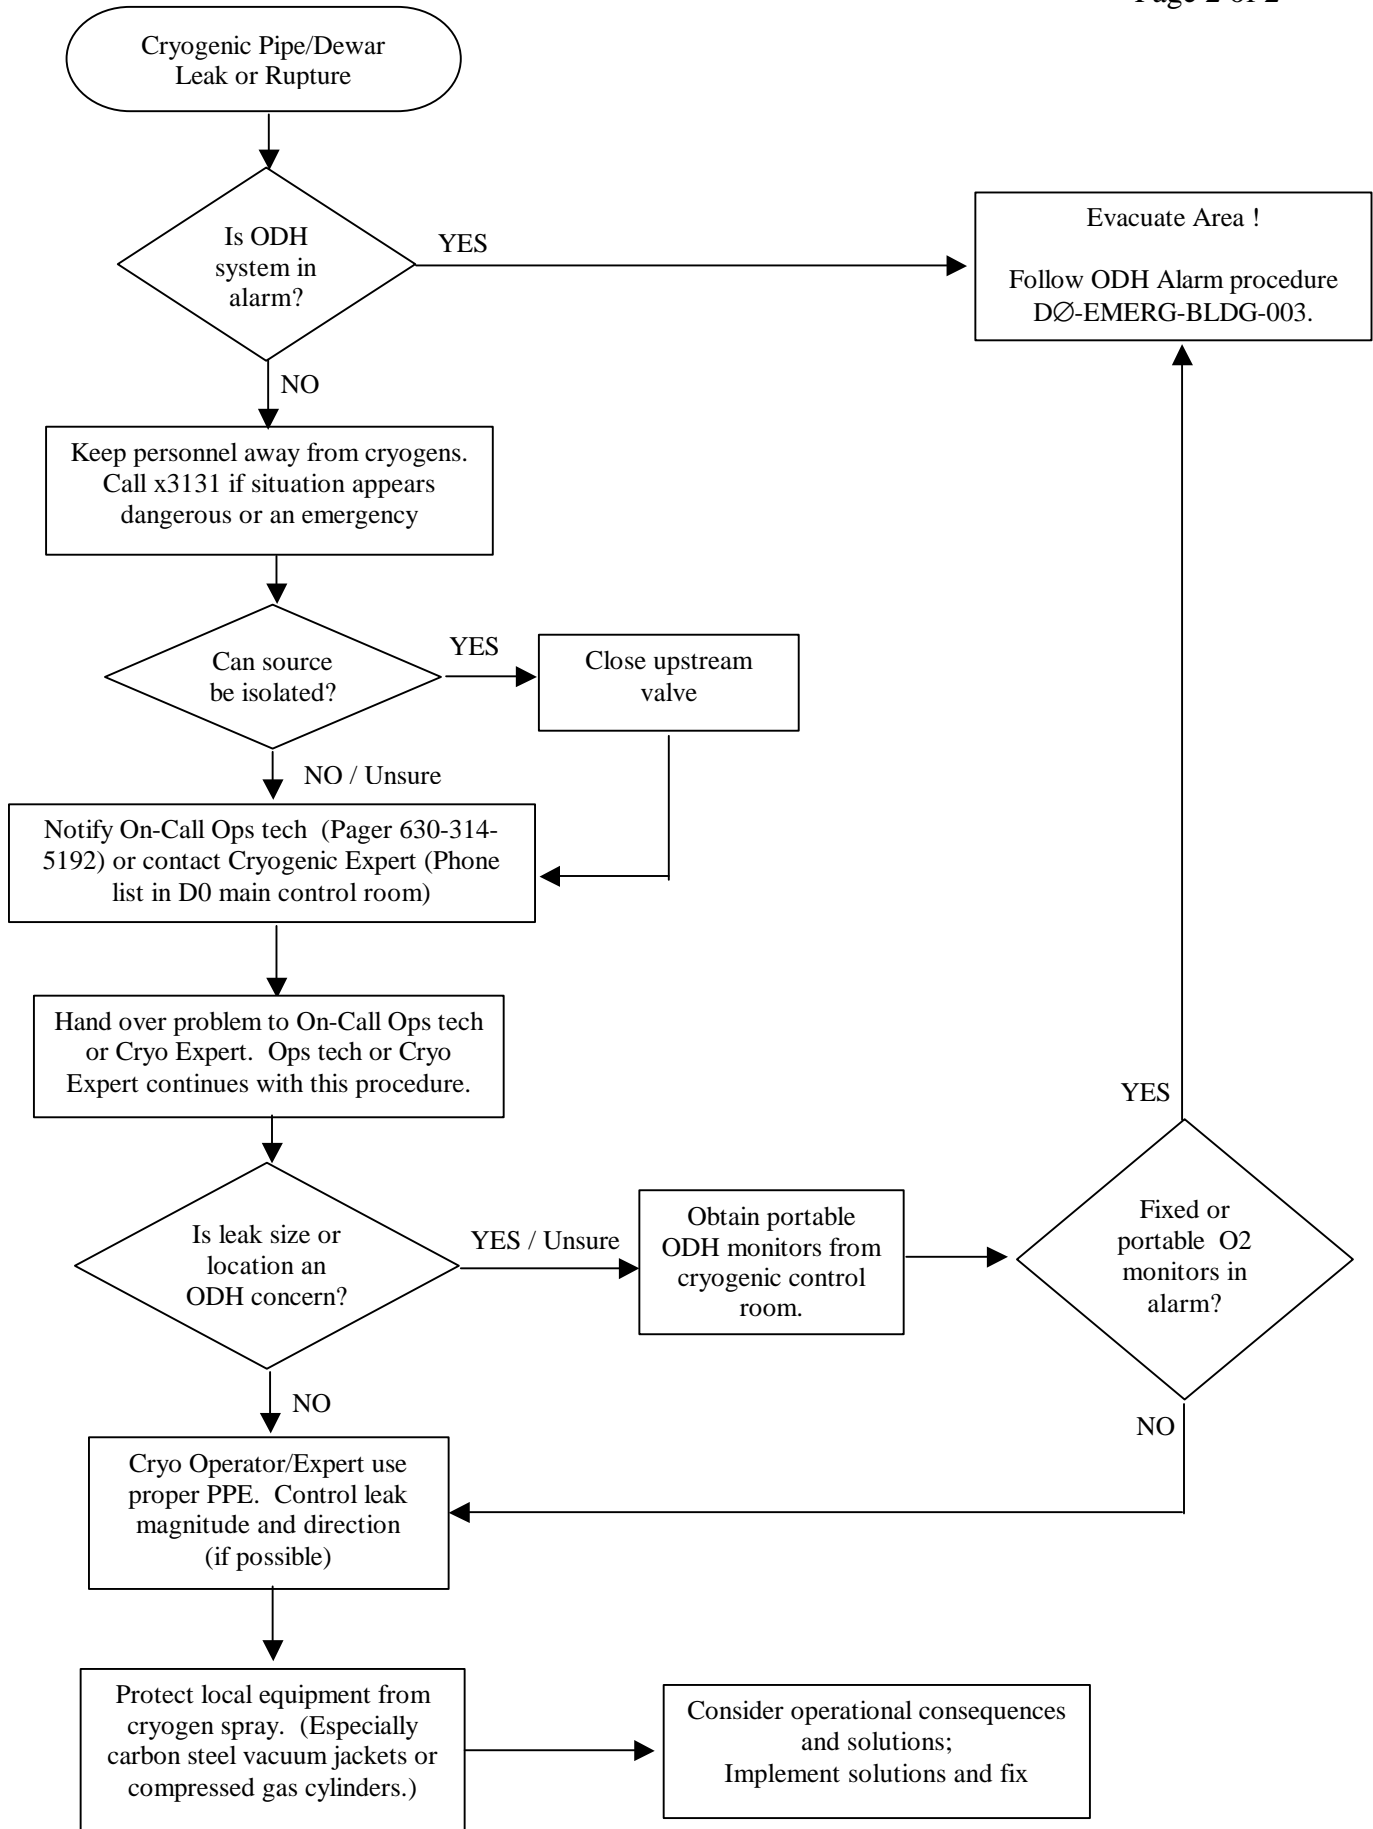 Page 2 of 2
Cryogenic Pipe/Dewar
Leak or Rupture
Is ODH
system in
alarm?
YES
Evacuate Area !
Follow ODH Alarm procedure
D∅-EMERG-BLDG-003.
NO
Keep personnel away from cryogens.
Call x3131 if situation appears
dangerous or an emergency
Can source
be isolated?
YES
Close upstream
valve
NO / Unsure
Notify On-Call Ops tech (Pager 630-314-
5192) or contact Cryogenic Expert (Phone
list in D0 main control room)
Hand over problem to On-Call Ops tech
or Cryo Expert. Ops tech or Cryo
Expert continues with this procedure.
Is leak size or
location an
ODH concern?
YES / Unsure
Obtain portable
ODH monitors from
cryogenic control
room.
YES
Fixed or
portable O2
monitors in
alarm?
NO
NO
Cryo Operator/Expert use
proper PPE. Control leak
magnitude and direction
(if possible)
Protect local equipment from
cryogen spray. (Especially
carbon steel vacuum jackets or
compressed gas cylinders.)
Consider operational consequences
and solutions;
Implement solutions and fix